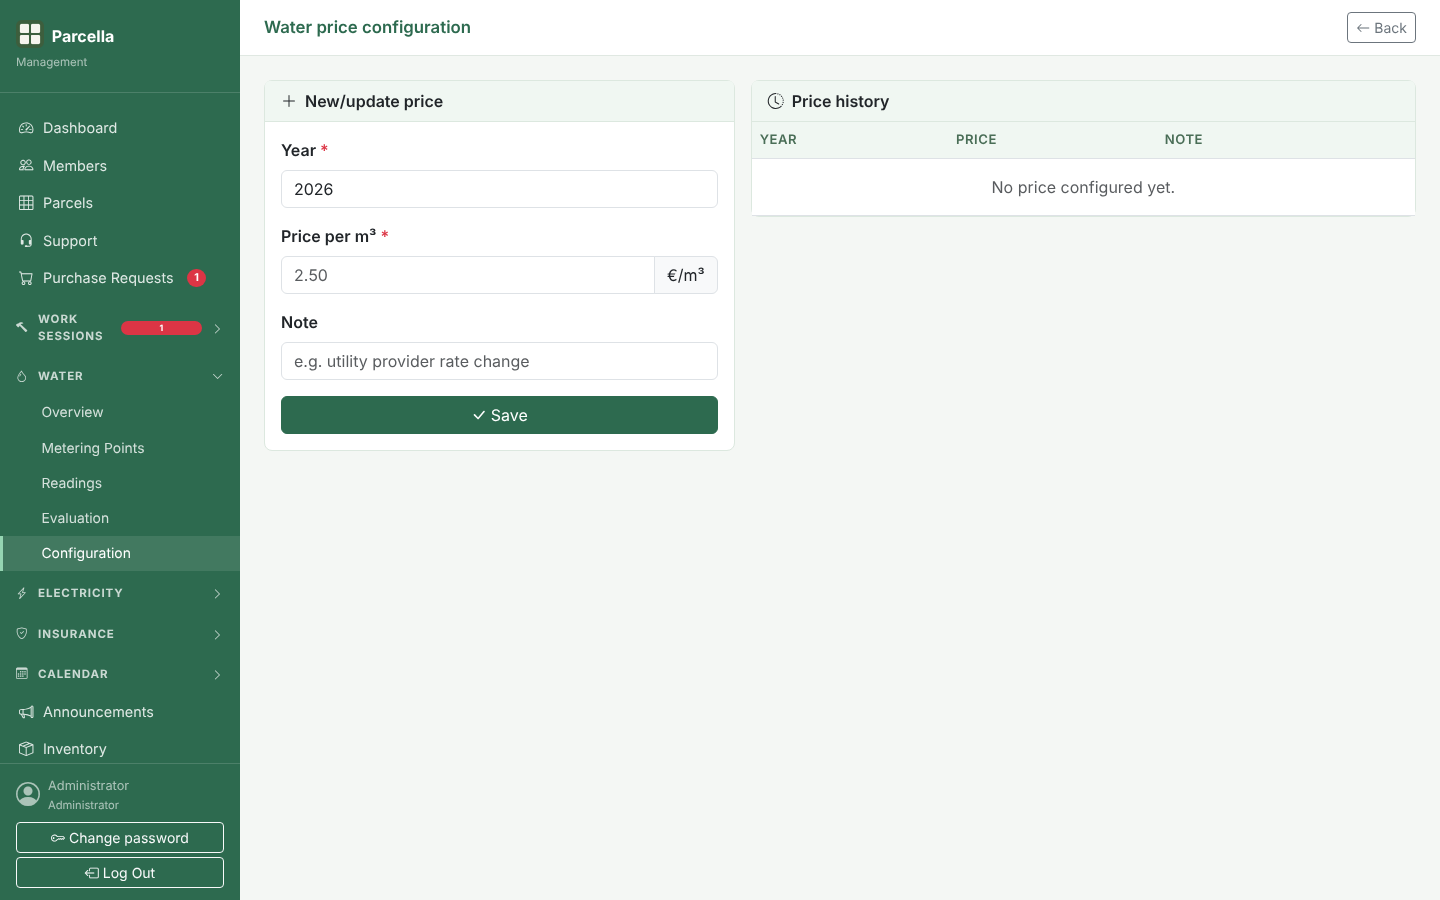 Parcella
Management
Dashboard
Members
Parcels
Support
Purchase Requests 1
WORK SESSIONS 1
WATER
Overview
Metering Points
Readings
Evaluation
Configuration
ELECTRICITY
INSURANCE
CALENDAR
Announcements
Inventory
Administrator
Administrator
Change password
Log Out
Water price configuration
Back
New/update price
Year *
2026
Price per m³ *
2.50 €/m³
Note
e.g. utility provider rate change
Save
Price history
YEAR PRICE NOTE
No price configured yet.